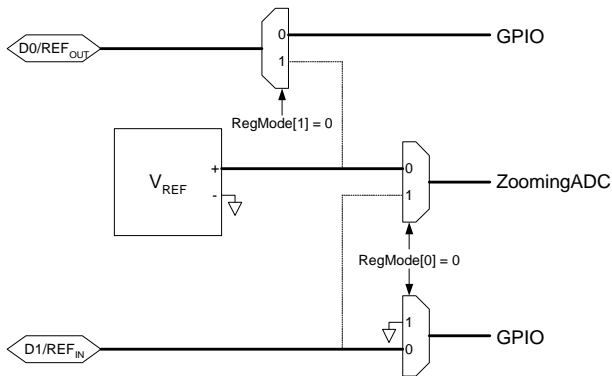 D0/REF_OUT
0
GPIO
1
RegMode[1] = 0
V_REF
+
-
0
1
ZoomingADC
RegMode[0] = 0
1
0
GPIO
D1/REF_IN